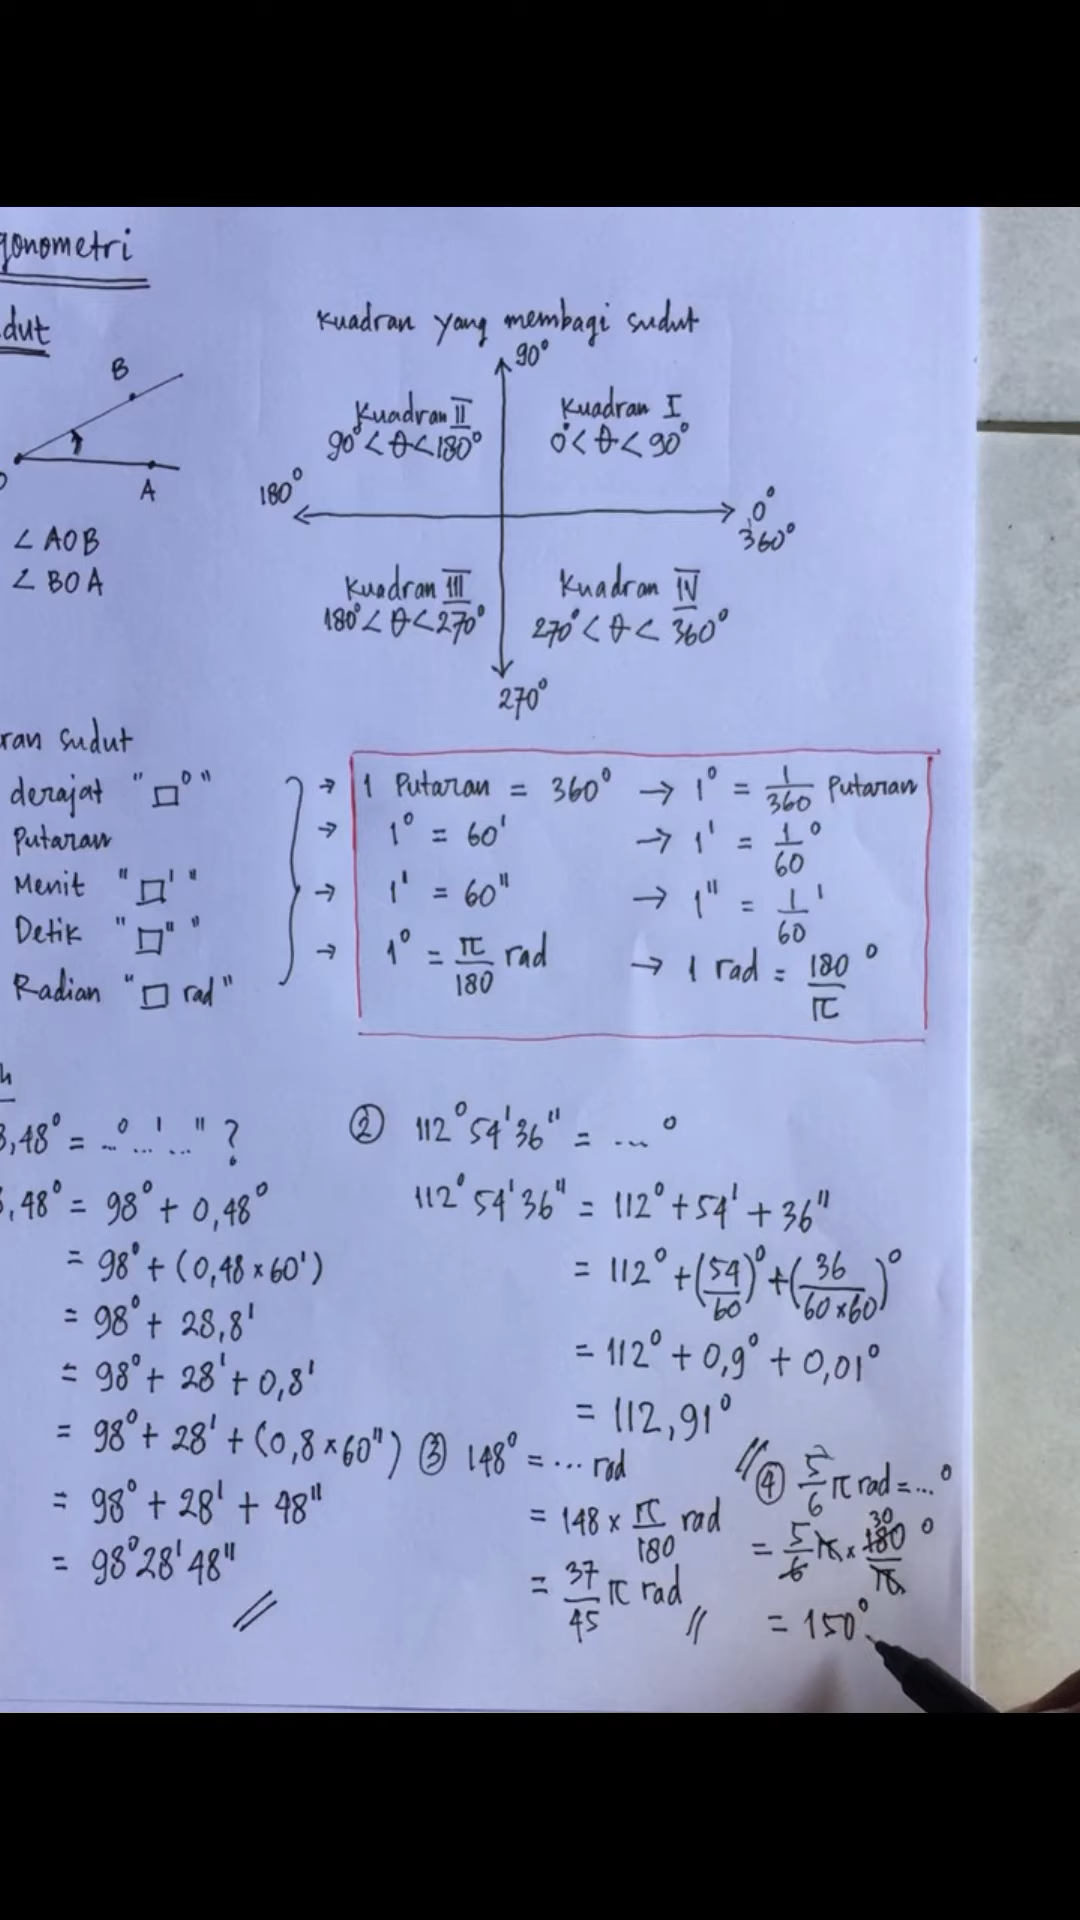 gonometri
dut
Kuadran yang membagi sudut
90°
B
Kuadran II
90° < θ < 180°
Kuadran I
0° < θ < 90°
180°
0°
360°
A
∠ AOB
∠ BOA
Kuadran III
180° < θ < 270°
Kuadran IV
270° < θ < 360°
270°
ran sudut
derajat "□°"
Putaran
Menit "□'"
Detik "□""
Radian "□ rad"
→ 1 Putaran = 360° → 1° = 1/360 Putaran
→ 1° = 60' → 1' = 1/60°
→ 1' = 60" → 1" = 1/60'
→ 1° = π/180 rad → 1 rad = 180/π°
h
8,48° = ...°...'..." ?
8,48° = 98° + 0,48°
= 98° + (0,48 × 60')
= 98° + 28,8'
= 98° + 28' + 0,8'
= 98° + 28' + (0,8 × 60")
= 98° + 28' + 48"
= 98°28'48"
//
② 112°54'36" = ....°
112°54'36" = 112° + 54' + 36"
= 112° + (54/60)° + (36/60×60)°
= 112° + 0,9° + 0,01°
= 112,91°
//
③ 148° = ... rad
= 148 × π/180 rad
= 37/45 π rad
//
④ 5/6 π rad = ...°
30
= 5/6 π × 180/π °
= 150°